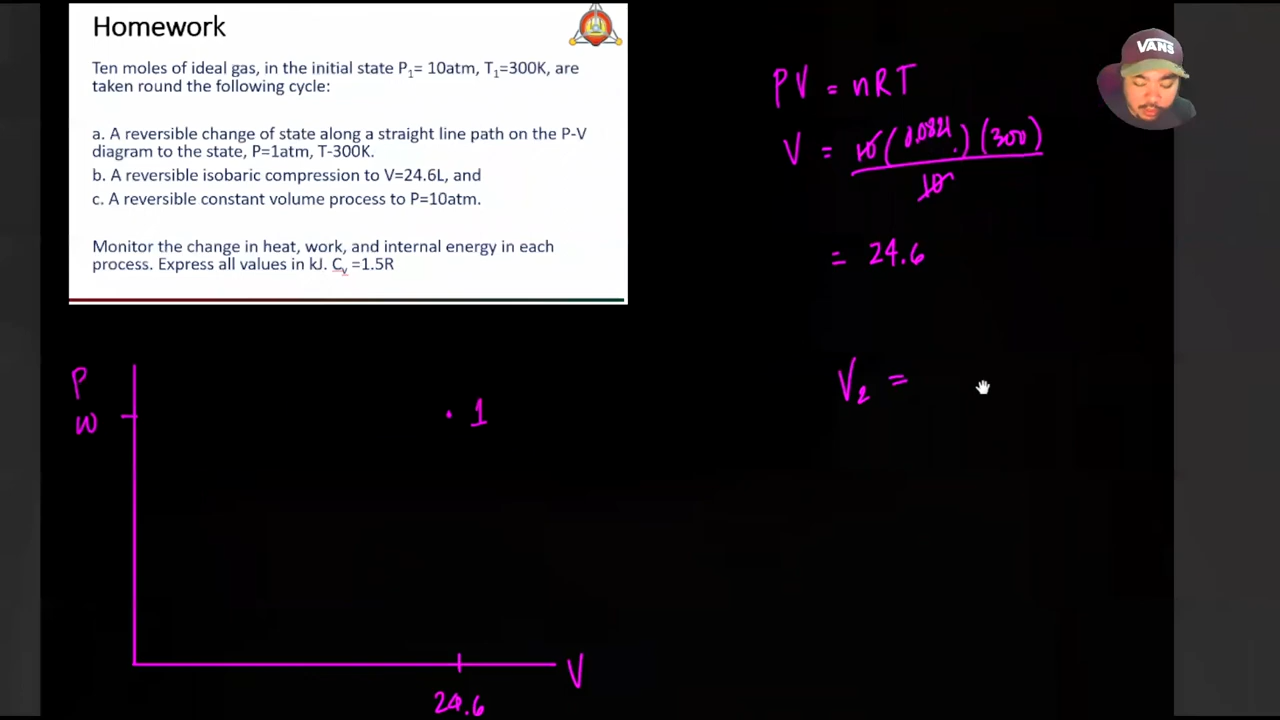 Homework
Ten moles of ideal gas, in the initial state P₁= 10atm, T₁=300K, are
taken round the following cycle:
a. A reversible change of state along a straight line path on the P-V
diagram to the state, P=1atm, T-300K.
b. A reversible isobaric compression to V=24.6L, and
c. A reversible constant volume process to P=10atm.
Monitor the change in heat, work, and internal energy in each
process. Express all values in kJ. Cᵥ =1.5R
VANS
PV = nRT
V = 10(0.0821)(300)
10
= 24.6
V₂ =
P
10
. 1
V
24.6